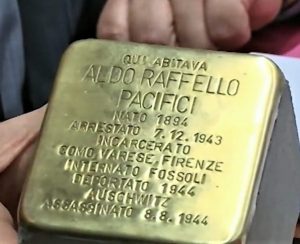 QUI ABITAVA
ALDO RAFFELLO
PACIFICI
NATO 1894
ARRESTATO 7.12.1943
INCARCERATO
COMO, VARESE, FIRENZE
INTERNATO FOSSOLI
DEPORTATO 1944
AUSCHWITZ
ASSASSINATO 8.8.1944